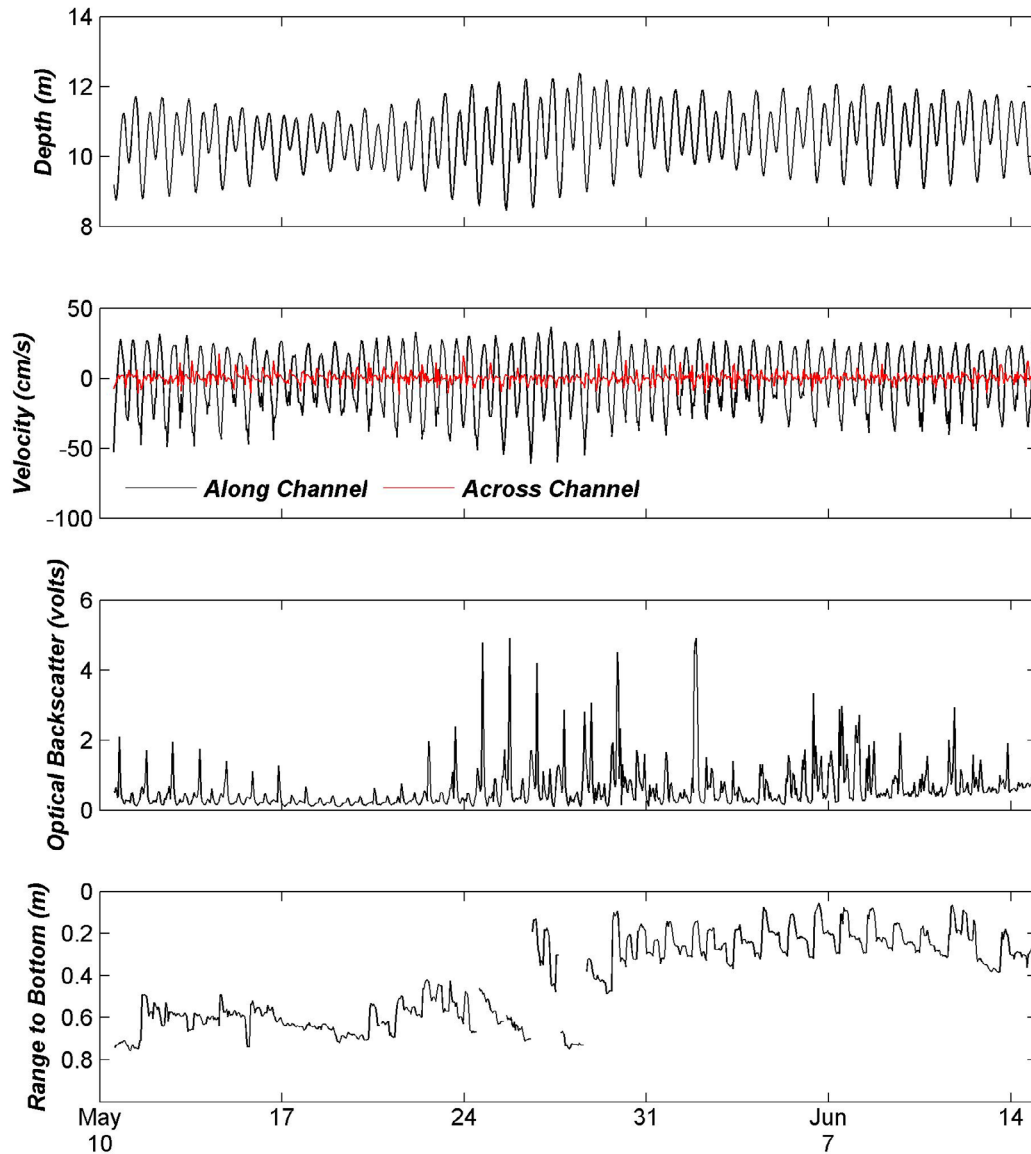 Depth (m)
14
12
10
8
Velocity (cm/s)
50
0
-50
-100
Along Channel
Across Channel
Optical Backscatter (volts)
6
4
2
0
Range to Bottom (m)
0
0.2
0.4
0.6
0.8
May 17 24 31 Jun 14
10 7